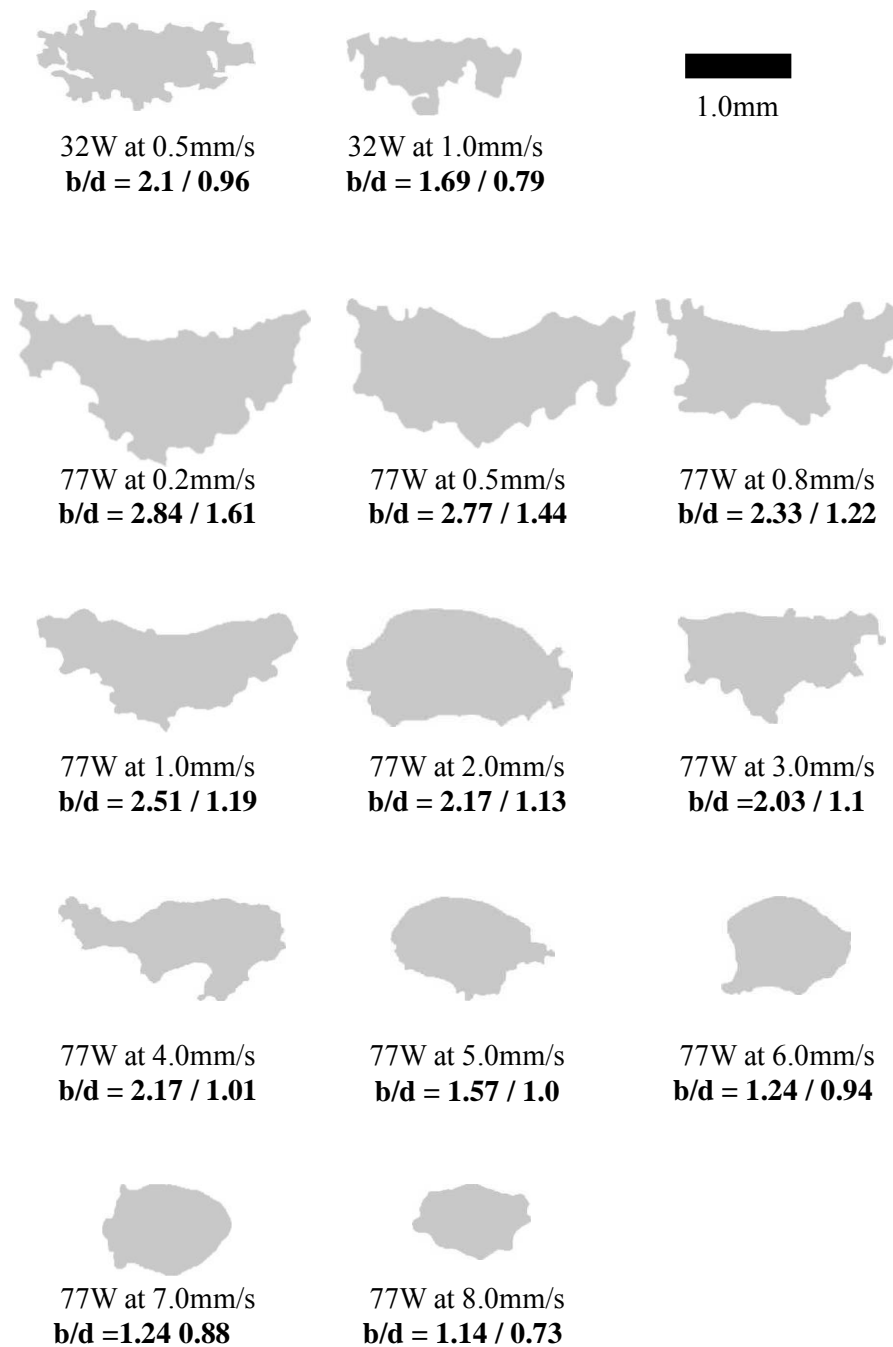 1.0mm
32W at 0.5mm/s
b/d = 2.1 / 0.96
32W at 1.0mm/s
b/d = 1.69 / 0.79
77W at 0.2mm/s
b/d = 2.84 / 1.61
77W at 0.5mm/s
b/d = 2.77 / 1.44
77W at 0.8mm/s
b/d = 2.33 / 1.22
77W at 1.0mm/s
b/d = 2.51 / 1.19
77W at 2.0mm/s
b/d = 2.17 / 1.13
77W at 3.0mm/s
b/d =2.03 / 1.1
77W at 4.0mm/s
b/d = 2.17 / 1.01
77W at 5.0mm/s
b/d = 1.57 / 1.0
77W at 6.0mm/s
b/d = 1.24 / 0.94
77W at 7.0mm/s
b/d =1.24 0.88
77W at 8.0mm/s
b/d = 1.14 / 0.73